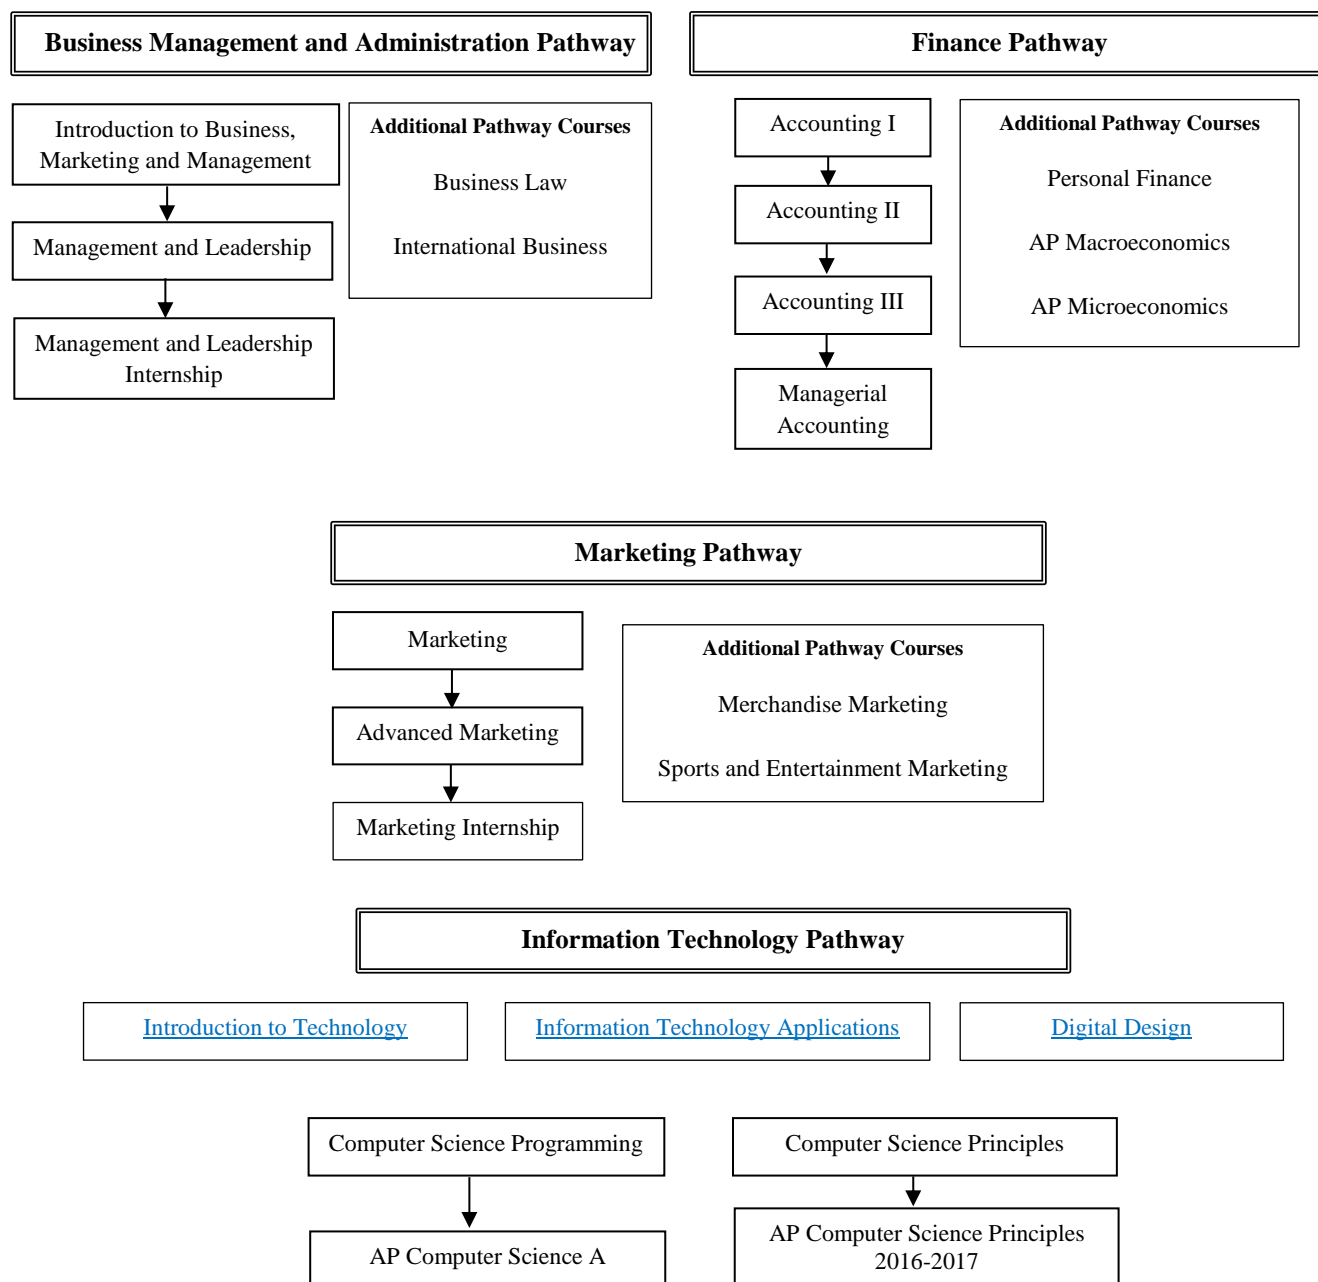 Business Management and Administration Pathway
Introduction to Business,
Marketing and Management
Management and Leadership
Management and Leadership
Internship
Additional Pathway Courses
Business Law
International Business
Finance Pathway
Accounting I
Accounting II
Accounting III
Managerial
Accounting
Additional Pathway Courses
Personal Finance
AP Macroeconomics
AP Microeconomics
Marketing Pathway
Marketing
Advanced Marketing
Marketing Internship
Additional Pathway Courses
Merchandise Marketing
Sports and Entertainment Marketing
Information Technology Pathway
Introduction to Technology
Information Technology Applications
Digital Design
Computer Science Programming
AP Computer Science A
Computer Science Principles
AP Computer Science Principles
2016-2017